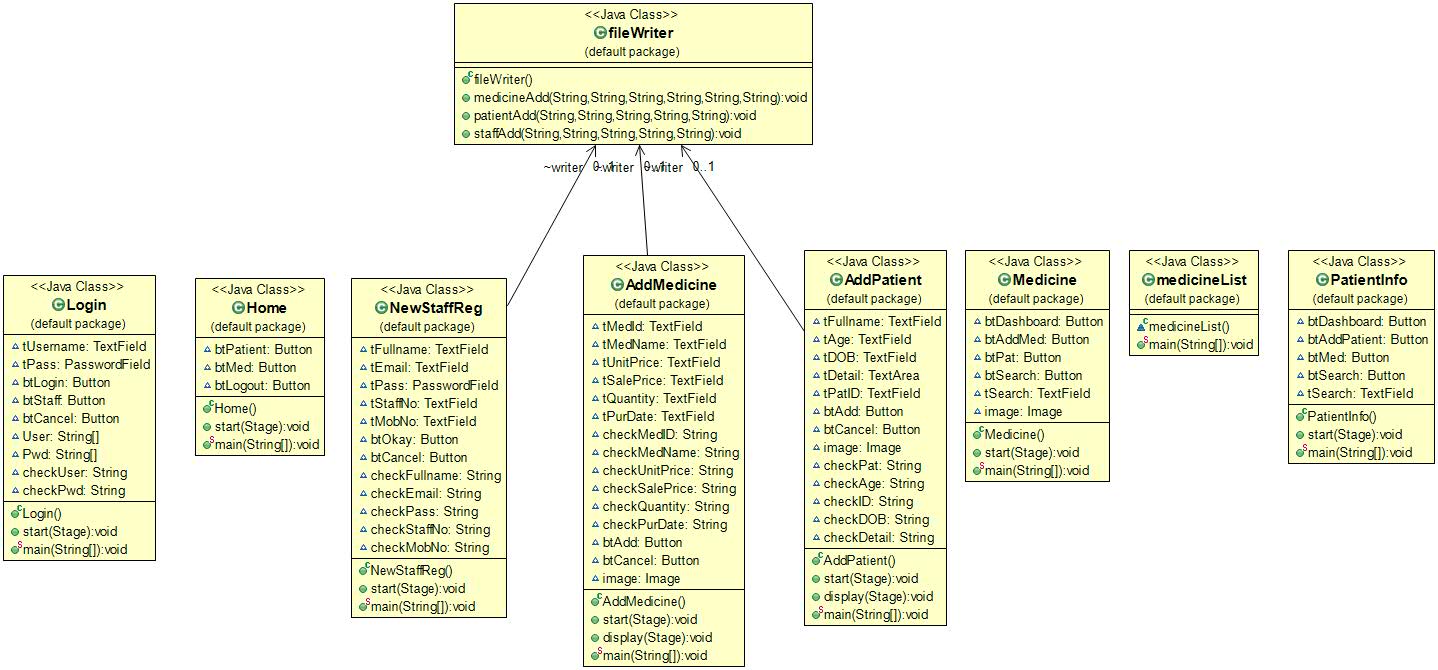 <<Java Class>>
fileWriter
(default package)
fileWriter()
medicineAdd(String,String,String,String,String,String):void
patientAdd(String,String,String,String,String):void
staffAdd(String,String,String,String,String):void
~writer 0..1
~writer 0..1
~writer 0..1
<<Java Class>>
Login
(default package)
tUsername: TextField
tPass: PasswordField
btLogin: Button
btStaff: Button
btCancel: Button
User: String[]
Pwd: String[]
checkUser: String
checkPwd: String
Login()
start(Stage):void
main(String[]):void
<<Java Class>>
Home
(default package)
btPatient: Button
btMed: Button
btLogout: Button
Home()
start(Stage):void
main(String[]):void
<<Java Class>>
NewStaffReg
(default package)
tFullname: TextField
tEmail: TextField
tPass: PasswordField
tStaffNo: TextField
tMobNo: TextField
btOkay: Button
btCancel: Button
checkFullname: String
checkEmail: String
checkPass: String
checkStaffNo: String
checkMobNo: String
NewStaffReg()
start(Stage):void
main(String[]):void
<<Java Class>>
AddMedicine
(default package)
tMedId: TextField
tMedName: TextField
tUnitPrice: TextField
tSalePrice: TextField
tQuantity: TextField
tPurDate: TextField
checkMedID: String
checkMedName: String
checkUnitPrice: String
checkSalePrice: String
checkQuantity: String
checkPurDate: String
btAdd: Button
btCancel: Button
image: Image
AddMedicine()
start(Stage):void
display(Stage):void
main(String[]):void
<<Java Class>>
AddPatient
(default package)
tFullname: TextField
tAge: TextField
tDOB: TextField
tDetail: TextArea
tPatID: TextField
btAdd: Button
btCancel: Button
image: Image
checkPat: String
checkAge: String
checkID: String
checkDOB: String
checkDetail: String
AddPatient()
start(Stage):void
display(Stage):void
main(String[]):void
<<Java Class>>
Medicine
(default package)
btDashboard: Button
btAddMed: Button
btPat: Button
btSearch: Button
tSearch: TextField
image: Image
Medicine()
start(Stage):void
main(String[]):void
<<Java Class>>
medicineList
(default package)
medicineList()
main(String[]):void
<<Java Class>>
PatientInfo
(default package)
btDashboard: Button
btAddPatient: Button
btMed: Button
btSearch: Button
tSearch: TextField
PatientInfo()
start(Stage):void
main(String[]):void